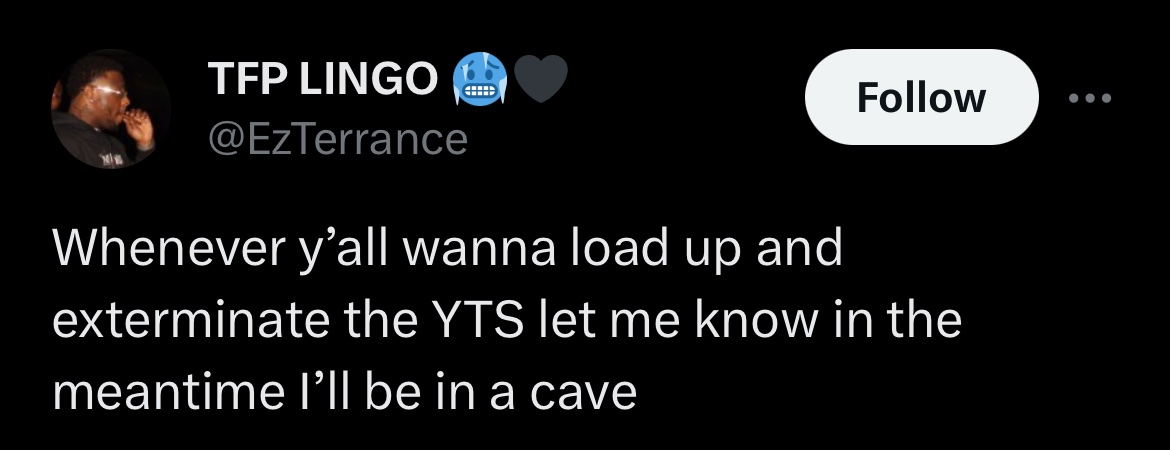 TFP LINGO 🥶🖤
@EzTerrance
Follow
Whenever y’all wanna load up and
exterminate the YTS let me know in the
meantime I’ll be in a cave